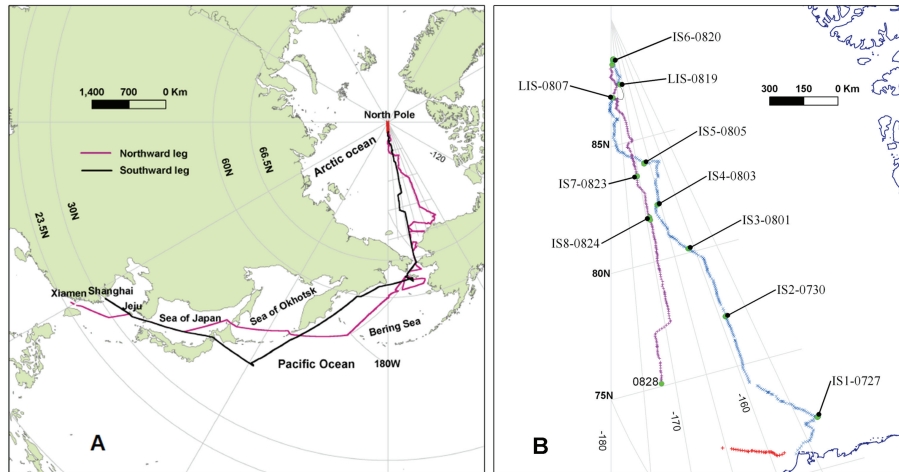 1,400 700 0 Km
Northward leg
Southward leg
North Pole
-120
Arctic ocean
66.5N
60N
30N
23.5N
Xiamen
Shanghai
Jeju
Sea of Japan
Sea of Okhotsk
Bering Sea
Pacific Ocean
180W
A
IS6-0820
LIS-0819
LIS-0807
300 150 0 Km
85N
IS5-0805
IS7-0823
IS4-0803
IS3-0801
IS8-0824
80N
IS2-0730
0828
75N
IS1-0727
-160
-170
-180
B